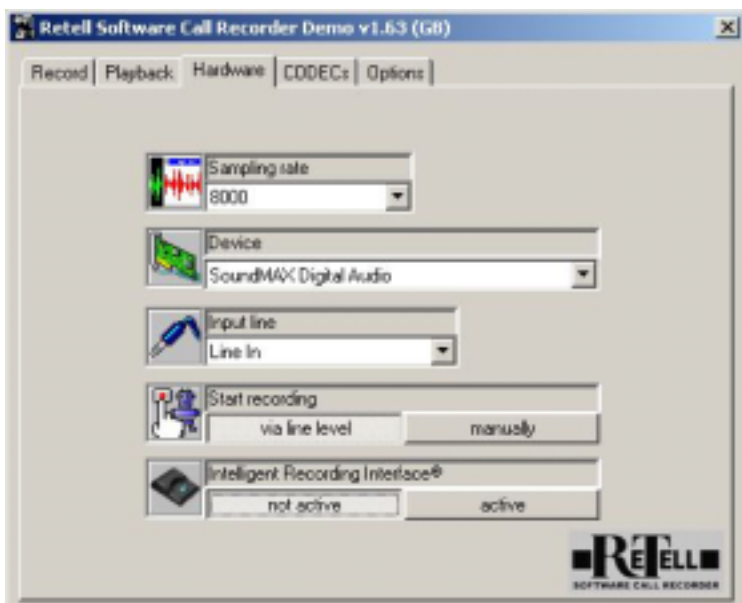 Retell Software Call Recorder Demo v1.63 (GB)
Record Playback Hardware CODECs Options
Sampling rate
8000
Device
SoundMAX Digital Audio
Input line
Line In
Start recording
via line level manually
Intelligent Recording Interface®
not active active
RETELL
SOFTWARE CALL RECORDER